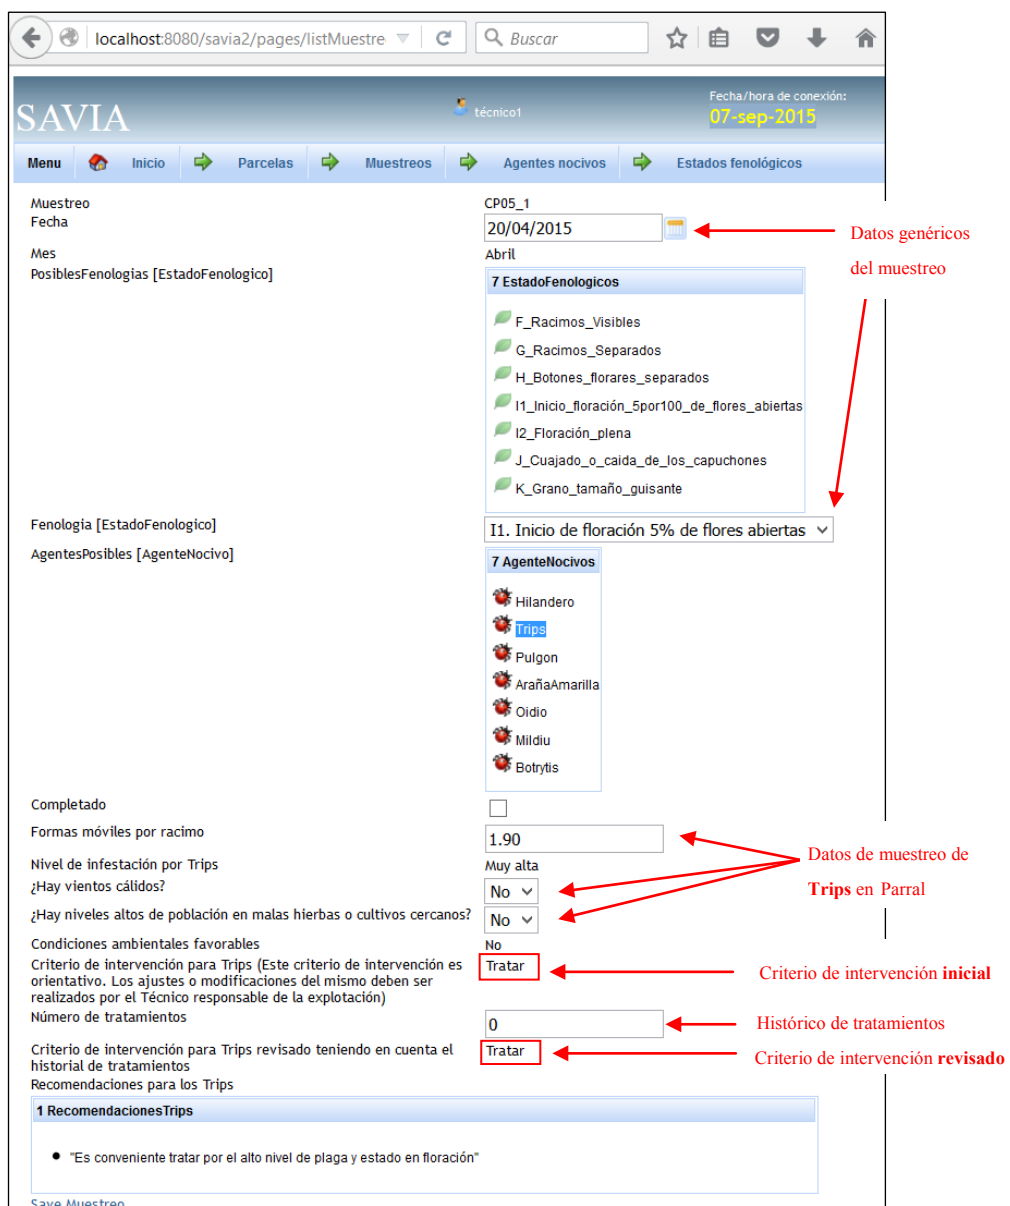 localhost:8080/savia2/pages/listMuestre
Buscar
SAVIA
técnico1
Fecha/hora de conexión:
07-sep-2015
Menu Inicio Parcelas Muestreos Agentes nocivos Estados fenológicos
Muestreo CP05_1
Fecha 20/04/2015
Datos genéricos
del muestreo
Mes Abril
PosiblesFenologias [EstadoFenologico]
7 EstadoFenologicos
F_Racimos_Visibles
G_Racimos_Separados
H_Botones_florares_separados
I1_Inicio_floración_5por100_de_flores_abiertas
I2_Floración_plena
J_Cuajado_o_caida_de_los_capuchones
K_Grano_tamaño_guisante
Fenologia [EstadoFenologico] I1. Inicio de floración 5% de flores abiertas
AgentesPosibles [AgenteNocivo]
7 AgenteNocivos
Hilandero
Trips
Pulgon
ArañaAmarilla
Oidio
Mildiu
Botrytis
Completado
Formas móviles por racimo 1.90
Datos de muestreo de
Trips en Parral
Nivel de infestación por Trips Muy alta
¿Hay vientos cálidos? No
¿Hay niveles altos de población en malas hierbas o cultivos cercanos? No
Condiciones ambientales favorables No
Criterio de intervención para Trips (Este criterio de intervención es
orientativo. Los ajustes o modificaciones del mismo deben ser
realizados por el Técnico responsable de la explotación)
Tratar
Criterio de intervención inicial
Número de tratamientos 0
Histórico de tratamientos
Criterio de intervención para Trips revisado teniendo en cuenta el
historial de tratamientos
Tratar
Criterio de intervención revisado
Recomendaciones para los Trips
1 RecomendacionesTrips
"Es conveniente tratar por el alto nivel de plaga y estado en floración"
Save Muestreo